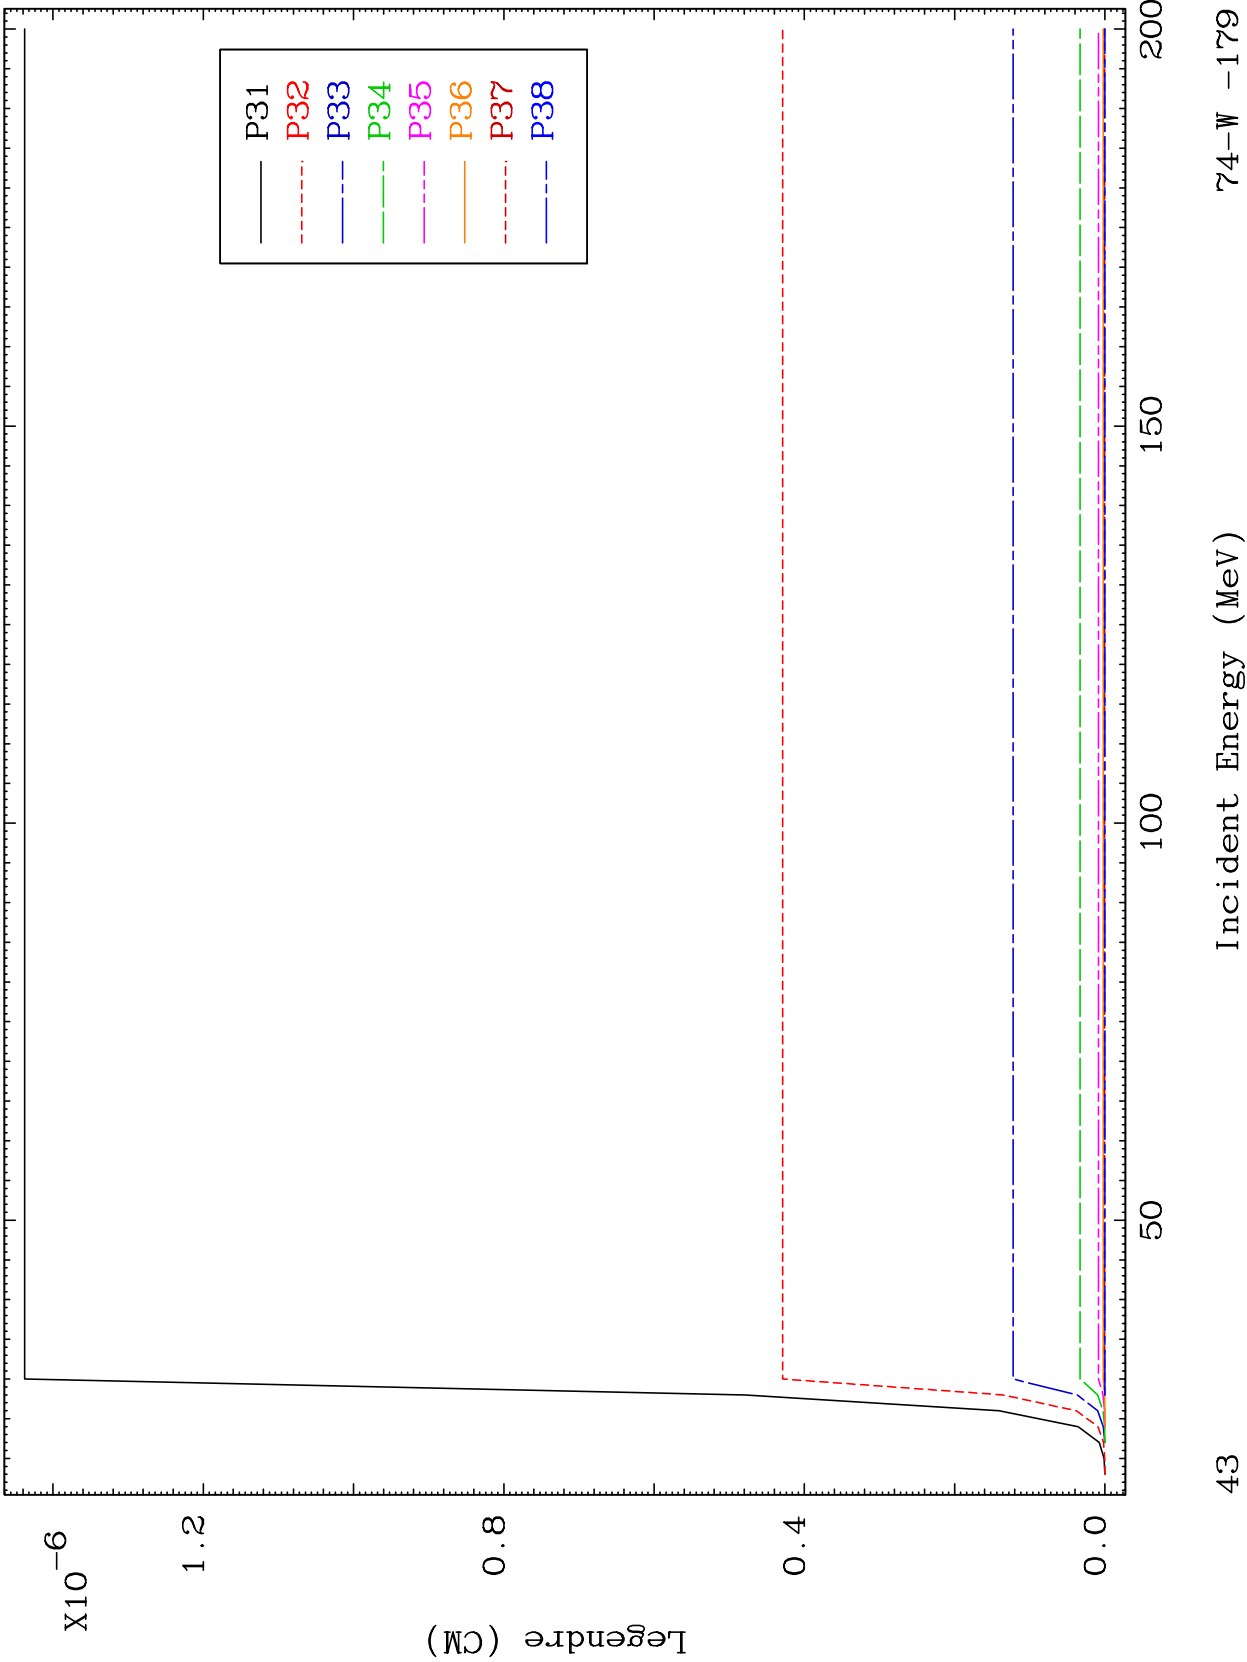 X10-6
1.2
0.8
0.4
0.0
Legendre (CM)
P31
P32
P33
P34
P35
P36
P37
P38
50
100
150
200
43
Incident Energy (MeV)
74-W -179